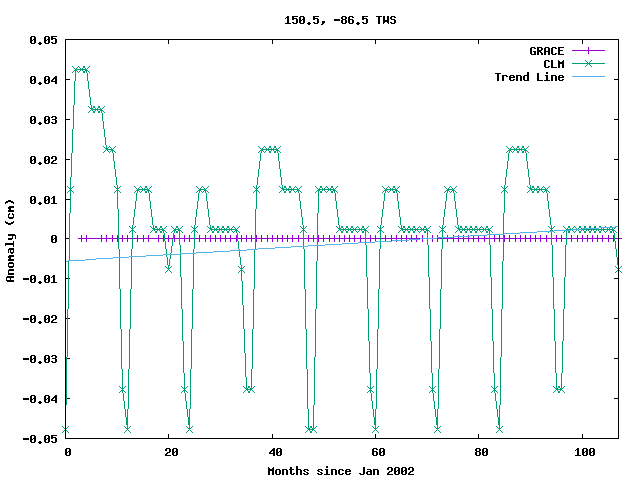 150.5, -86.5 TWS
GRACE
CLM
Trend Line
0.05
0.04
0.03
0.02
0.01
0
-0.01
-0.02
-0.03
-0.04
-0.05
Anomaly (cm)
0 20 40 60 80 100
Months since Jan 2002